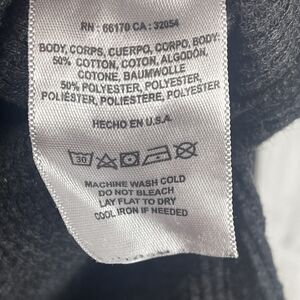 RN : 66170 CA : 32054
BODY, CORPS, CUERPO, CORPO, BODY:
50% COTTON, COTON, ALGODÓN,
COTONE, BAUMWOLLE
50% POLYESTER, POLYESTER,
POLIÉSTER, POLIESTERE, POLYESTER
HECHO EN U.S.A.
30
MACHINE WASH COLD
DO NOT BLEACH
LAY FLAT TO DRY
COOL IRON IF NEEDED